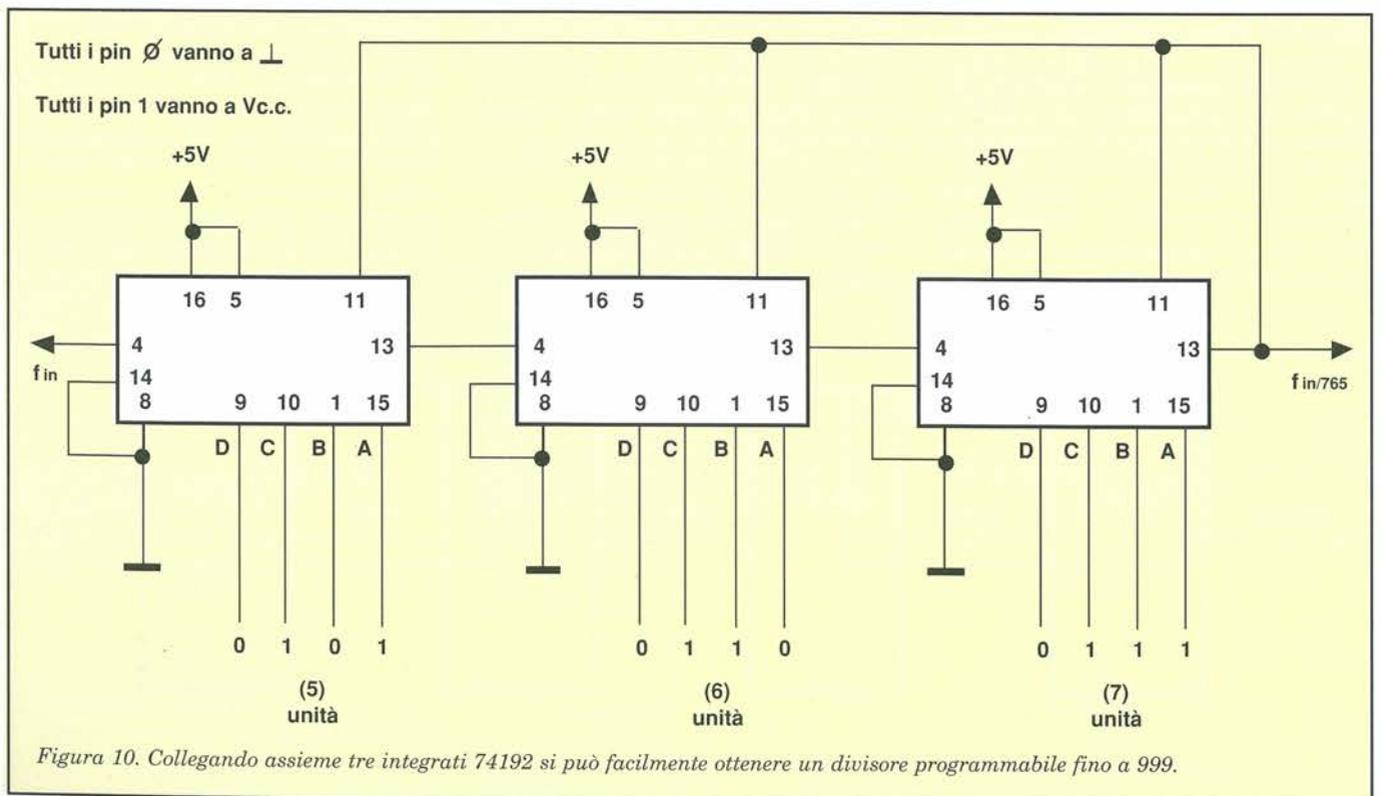 Tutti i pin Ø vanno a ⊥
Tutti i pin 1 vanno a Vc.c.
+5V +5V +5V
16 5 11 16 5 11 16 5 11
4 13 4 13 4 13
f in f in/765
14 14 14
8 9 10 1 15 8 9 10 1 15 8 9 10 1 15
D C B A D C B A D C B A
0 1 0 1 0 1 1 0 0 1 1 1
(5) (6) (7)
unità unità unità
Figura 10. Collegando assieme tre integrati 74192 si può facilmente ottenere un divisore programmabile fino a 999.